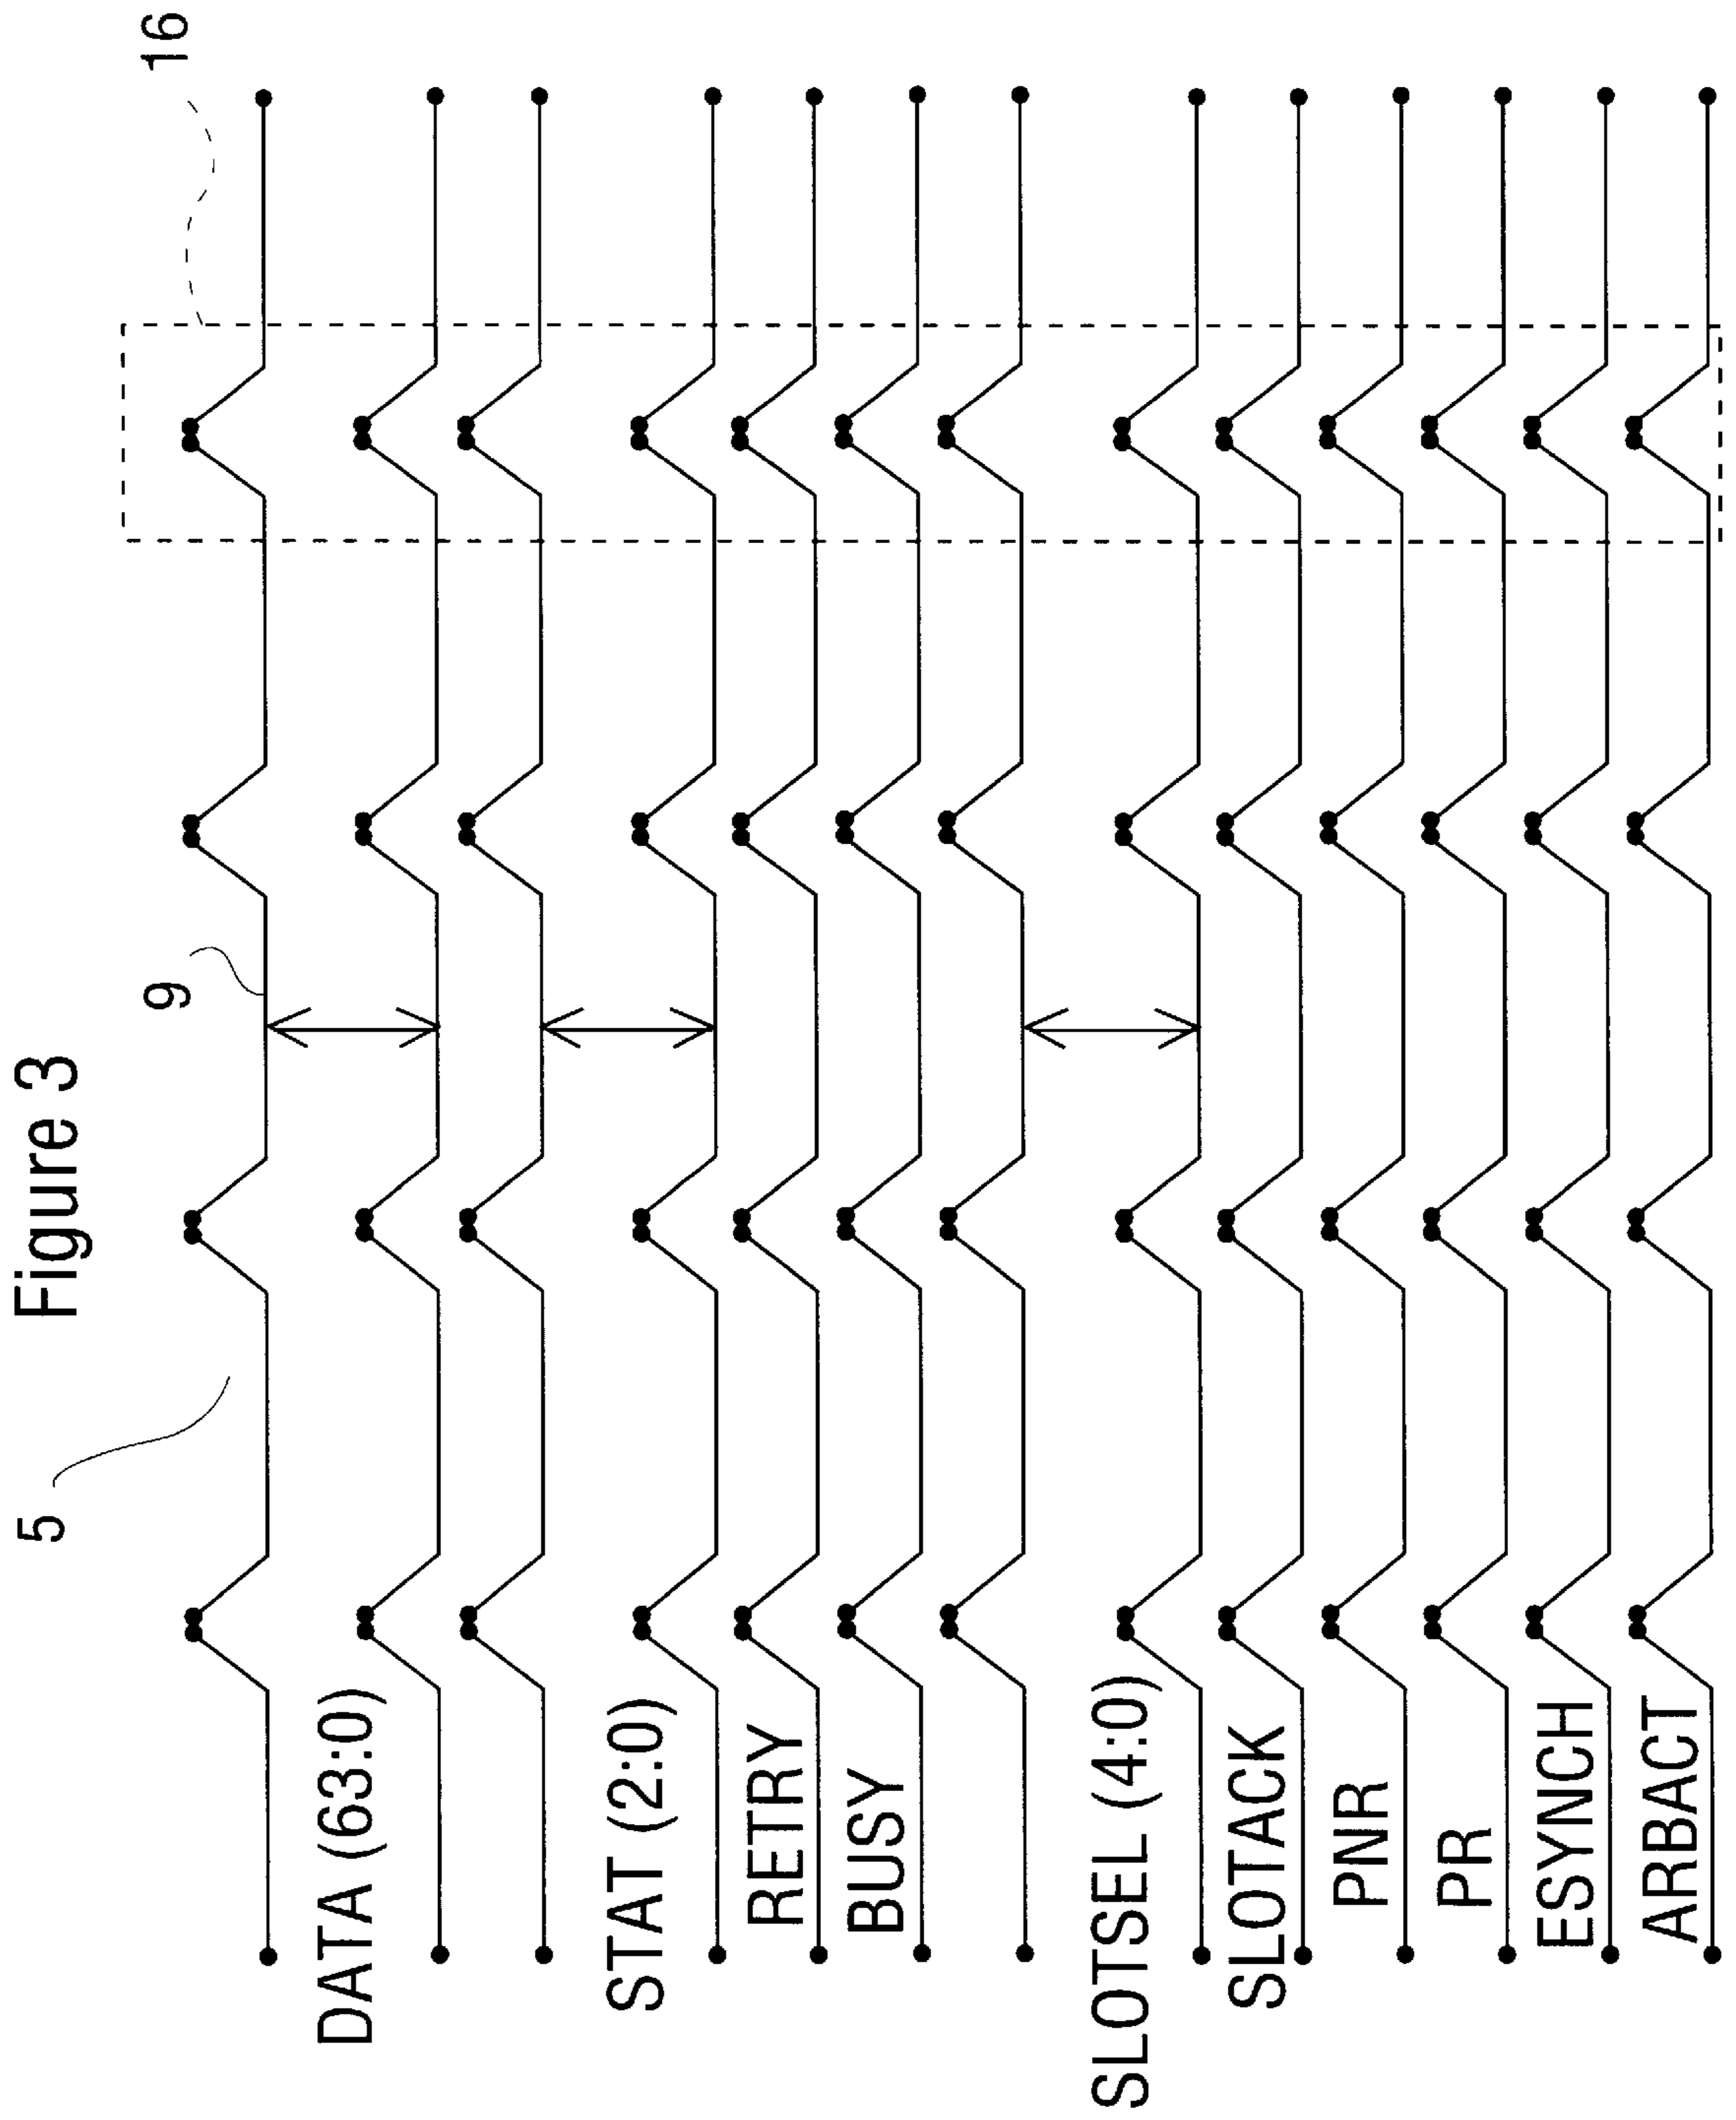 Figure 3
5
9
16
DATA (63:0)
STAT (2:0)
RETRY
BUSY
SLOTSEL (4:0)
SLOTACK
PNR
PR
ESYNCH
ARBACT